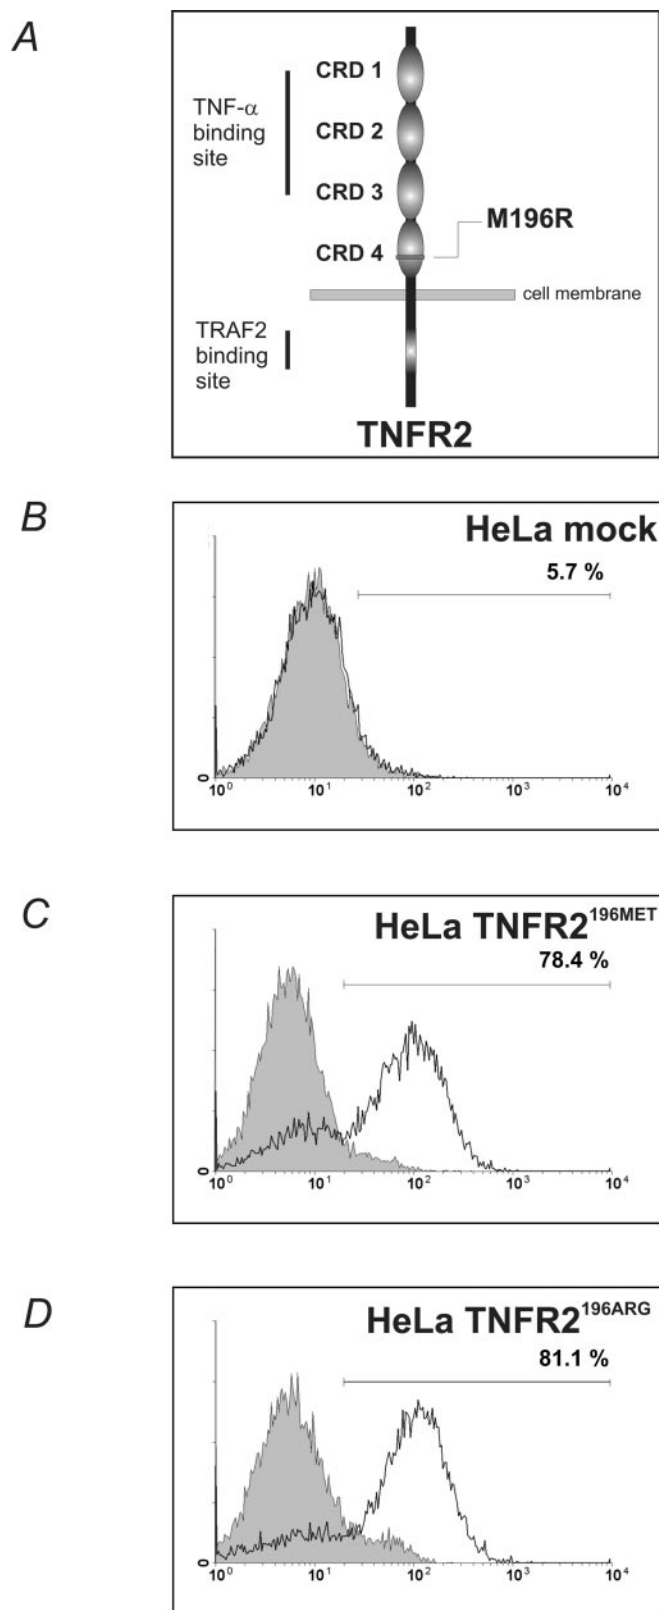 A
CRD 1
TNF-α
binding
site
CRD 2
CRD 3
M196R
CRD 4
cell membrane
TRAF2
binding
site
TNFR2
B
HeLa mock
5.7 %
0
10⁰ 10¹ 10² 10³ 10⁴
C
HeLa TNFR2¹⁹⁶ᴹᴱᵀ
78.4 %
0
10⁰ 10¹ 10² 10³ 10⁴
D
HeLa TNFR2¹⁹⁶ᴬᴿᴳ
81.1 %
0
10⁰ 10¹ 10² 10³ 10⁴